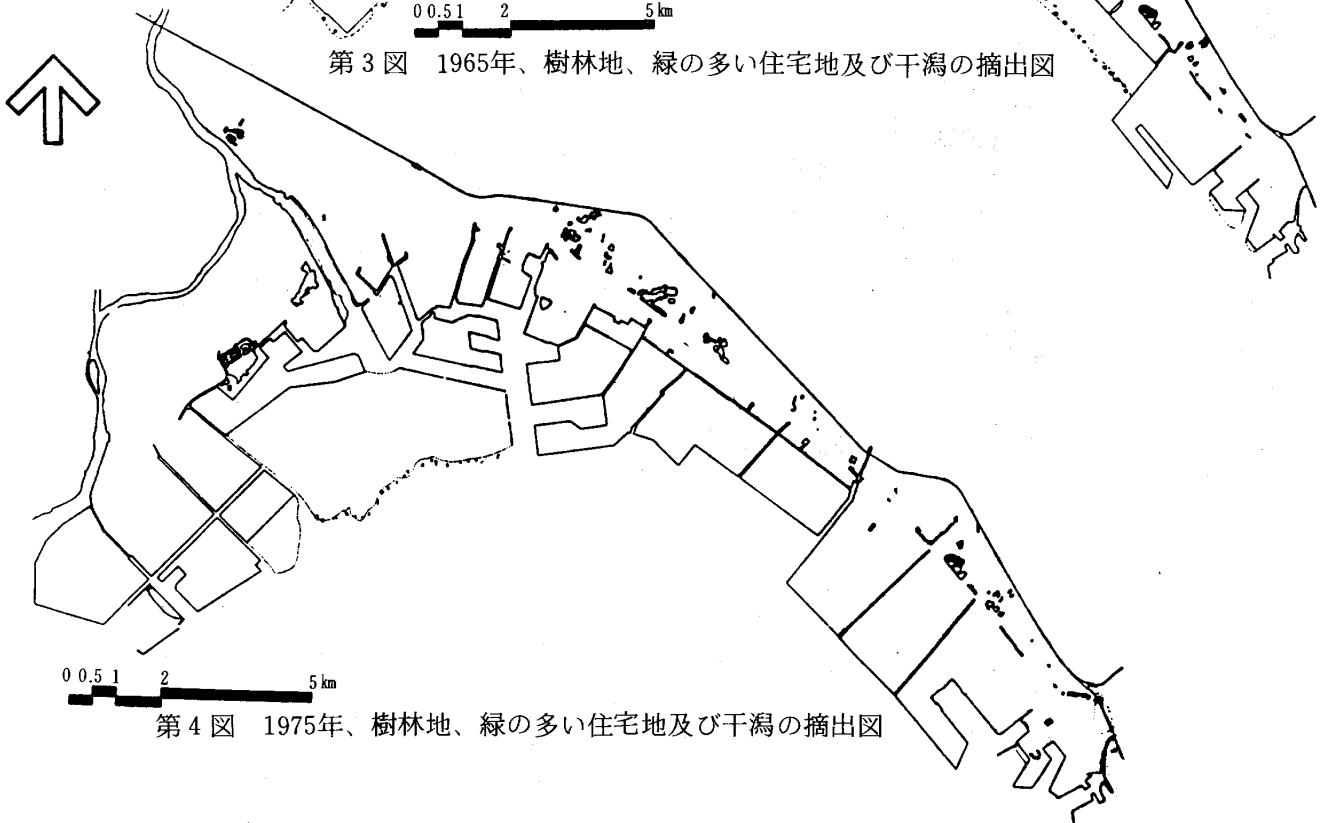 0 0.5 1 2 5 km
第3図 1965年、樹林地、緑の多い住宅地及び干潟の摘出図
0 0.5 1 2 5 km
第4図 1975年、樹林地、緑の多い住宅地及び干潟の摘出図